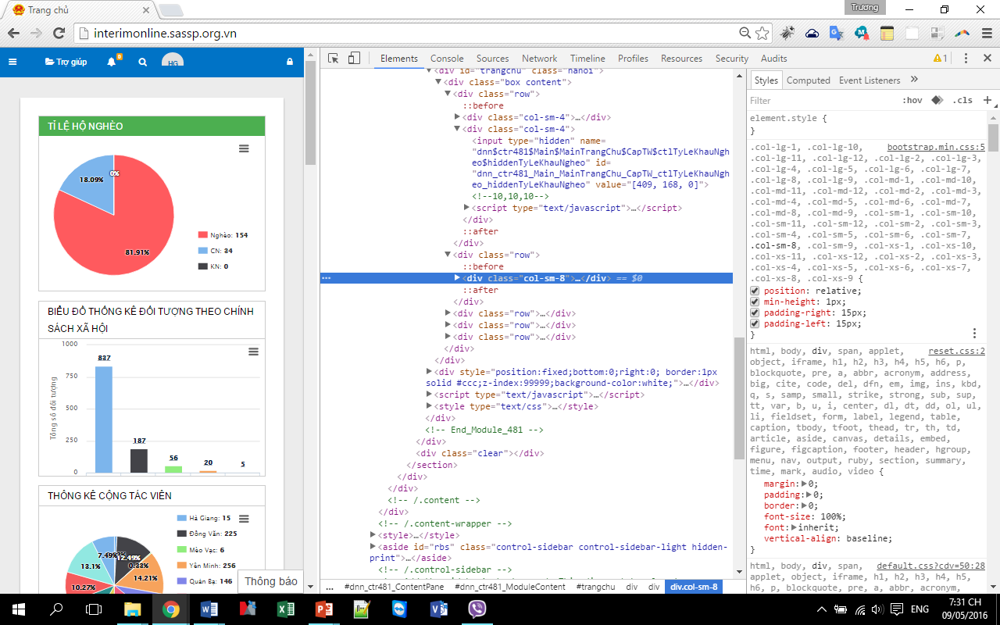 Trang chủ
Trương
interimonline.sassp.org.vn
Trợ giúp
8
HG
TỈ LỆ HỘ NGHÈO
0%
18.09%
81.91%
Nghèo: 154
CN: 34
KN: 0
BIỂU ĐỒ THỐNG KÊ ĐỐI TƯỢNG THEO CHÍNH
SÁCH XÃ HỘI
1000
750
500
250
0
Tổng số đối tượng
827
187
56
20
5
THỐNG KÊ CỘNG TÁC VIÊN
Hà Giang: 15
Đồng Văn: 225
Mèo Vạc: 6
Yên Minh: 256
Quản Bạ: 146
7.49%
12.49%
0.33%
14.21%
13.1%
10.27%
Thông báo
Elements Console Sources Network Timeline Profiles Resources Security Audits
1
<div id="trangchu" class="hanoi">
<div class="box content">
<div class="row">
::before
<div class="col-sm-4">…</div>
<div class="col-sm-4">
<input type="hidden" name=
"dnn$ctr481$Main$MainTrangChu$CapTW$ctlTyLeKhauNgh
eo$hiddenTyLeKhauNgheo" id=
"dnn_ctr481_Main_MainTrangChu_CapTW_ctlTyLeKhauNgh
eo_hiddenTyLeKhauNgheo" value="[409, 168, 0]">
<!--10,10,10-->
<script type="text/javascript">…</script>
</div>
::after
</div>
<div class="row">
::before
… <div class="col-sm-8">…</div> == $0
::after
</div>
<div class="row">…</div>
<div class="row">…</div>
<div class="row">…</div>
</div>
</div>
<div style="position:fixed;bottom:0;right:0; border:1px
solid #ccc;z-index:99999;background-color:white;">…</div>
<script type="text/javascript">…</script>
<style type="text/css">…</style>
</div>
<!-- End_Module_481 -->
</div>
<div class="clear"></div>
</section>
</div>
</div>
<!-- /.content -->
</div>
<!-- /.content-wrapper -->
<style>…</style>
<aside id="rbs" class="control-sidebar control-sidebar-light hidden-
print">…</aside>
<!-- /.control-sidebar -->
… #dnn_ctr481_ContentPane #dnn_ctr481_ModuleContent #trangchu div div div.col-sm-8
Styles Computed Event Listeners »
Filter :hov .cls +
element.style {
}
.col-lg-1, .col-lg-10, bootstrap.min.css:5
.col-lg-11, .col-lg-12, .col-lg-2, .col-lg-3,
.col-lg-4, .col-lg-5, .col-lg-6, .col-lg-7,
.col-lg-8, .col-lg-9, .col-md-1, .col-md-10,
.col-md-11, .col-md-12, .col-md-2, .col-md-3,
.col-md-4, .col-md-5, .col-md-6, .col-md-7,
.col-md-8, .col-md-9, .col-sm-1, .col-sm-10,
.col-sm-11, .col-sm-12, .col-sm-2, .col-sm-3,
.col-sm-4, .col-sm-5, .col-sm-6, .col-sm-7,
.col-sm-8, .col-sm-9, .col-xs-1, .col-xs-10,
.col-xs-11, .col-xs-12, .col-xs-2, .col-xs-3,
.col-xs-4, .col-xs-5, .col-xs-6, .col-xs-7,
.col-xs-8, .col-xs-9 {
position: relative;
min-height: 1px;
padding-right: 15px;
padding-left: 15px;
}
html, body, div, span, applet, reset.css:2
object, iframe, h1, h2, h3, h4, h5, h6, p,
blockquote, pre, a, abbr, acronym, address,
big, cite, code, del, dfn, em, img, ins, kbd,
q, s, samp, small, strike, strong, sub, sup,
tt, var, b, u, i, center, dl, dt, dd, ol, ul,
li, fieldset, form, label, legend, table,
caption, tbody, tfoot, thead, tr, th, td,
article, aside, canvas, details, embed,
figure, figcaption, footer, header, hgroup,
menu, nav, output, ruby, section, summary,
time, mark, audio, video {
margin: 0;
padding: 0;
border: 0;
font-size: 100%;
font: inherit;
vertical-align: baseline;
}
html, body, div, span, default.css?cdv=50:28
applet, object, iframe, h1, h2, h3, h4, h5,
h6, p, blockquote, pre, a, abbr, acronym,
ENG
7:31 CH
09/05/2016